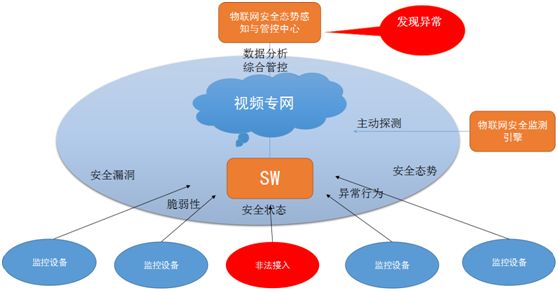 物联网安全态势感
知与管控中心
发现异常
数据分析
综合管控
视频专网
主动探测
物联网安全监测
引擎
安全漏洞
SW
安全态势
脆弱性
异常行为
安全状态
监控设备
监控设备
非法接入
监控设备
监控设备